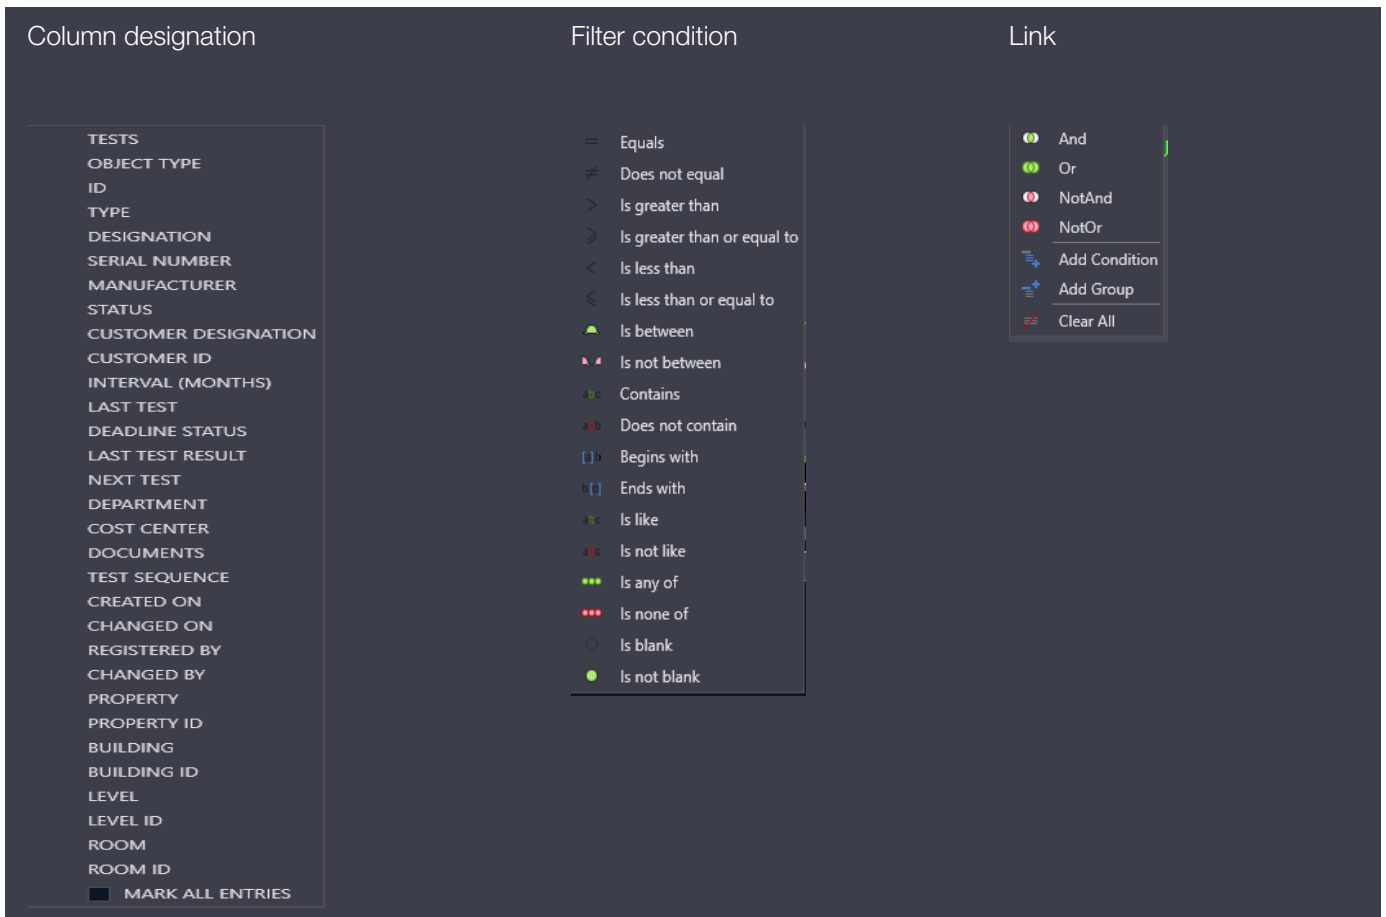 Column designation
Filter condition
Link
TESTS
OBJECT TYPE
ID
TYPE
DESIGNATION
SERIAL NUMBER
MANUFACTURER
STATUS
CUSTOMER DESIGNATION
CUSTOMER ID
INTERVAL (MONTHS)
LAST TEST
DEADLINE STATUS
LAST TEST RESULT
NEXT TEST
DEPARTMENT
COST CENTER
DOCUMENTS
TEST SEQUENCE
CREATED ON
CHANGED ON
REGISTERED BY
CHANGED BY
PROPERTY
PROPERTY ID
BUILDING
BUILDING ID
LEVEL
LEVEL ID
ROOM
ROOM ID
MARK ALL ENTRIES
Equals
Does not equal
Is greater than
Is greater than or equal to
Is less than
Is less than or equal to
Is between
Is not between
Contains
Does not contain
Begins with
Ends with
Is like
Is not like
Is any of
Is none of
Is blank
Is not blank
And
Or
NotAnd
NotOr
Add Condition
Add Group
Clear All